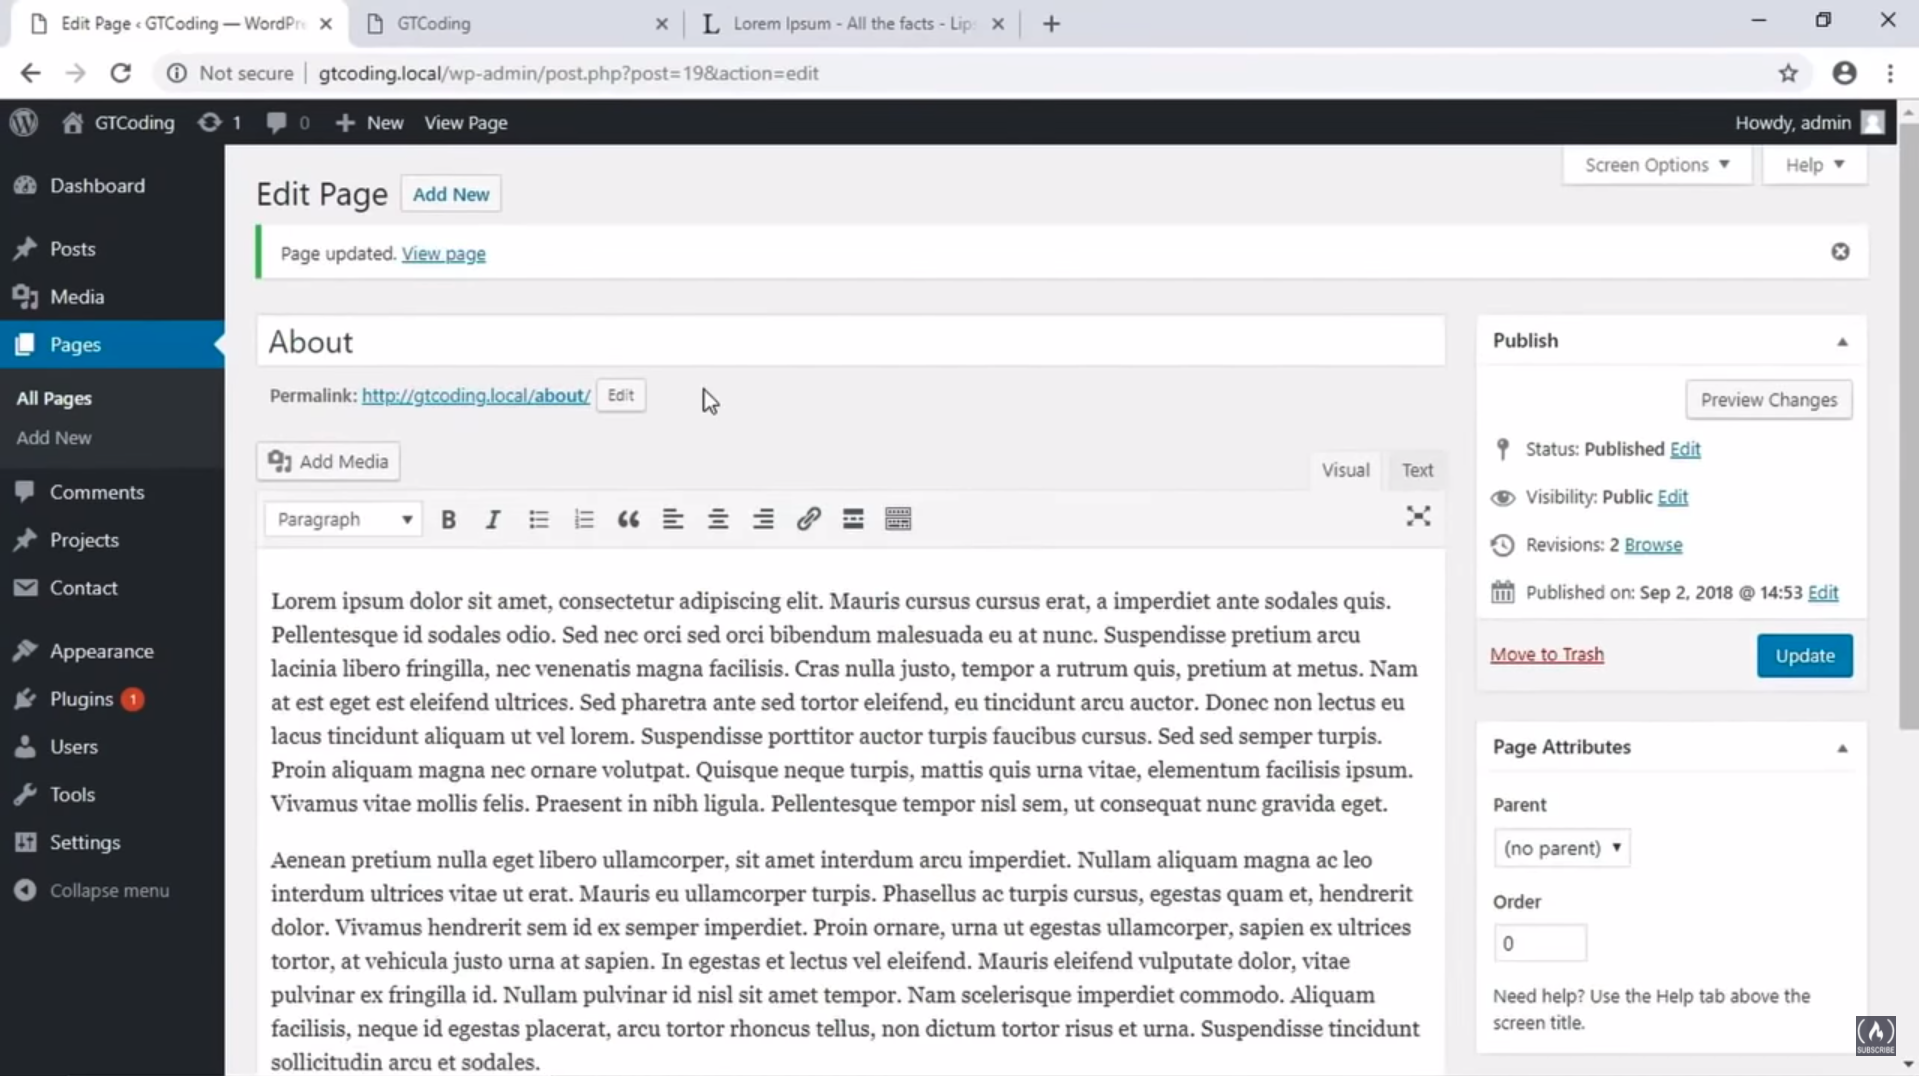 Edit Page ‹ GTCoding — WordPre
GTCoding
Lorem Ipsum - All the facts - Lip
Not secure
gtcoding.local/wp-admin/post.php?post=19&action=edit
GTCoding
1
0
New
View Page
Howdy, admin
Screen Options
Help
Dashboard
Posts
Media
Pages
All Pages
Add New
Comments
Projects
Contact
Appearance
Plugins 1
Users
Tools
Settings
Collapse menu
Edit Page
Add New
Page updated. View page
About
Permalink: http://gtcoding.local/about/ Edit
Add Media
Visual
Text
Paragraph
B
I
Lorem ipsum dolor sit amet, consectetur adipiscing elit. Mauris cursus cursus erat, a imperdiet ante sodales quis.
Pellentesque id sodales odio. Sed nec orci sed orci bibendum malesuada eu at nunc. Suspendisse pretium arcu
lacinia libero fringilla, nec venenatis magna facilisis. Cras nulla justo, tempor a rutrum quis, pretium at metus. Nam
at est eget est eleifend ultrices. Sed pharetra ante sed tortor eleifend, eu tincidunt arcu auctor. Donec non lectus eu
lacus tincidunt aliquam ut vel lorem. Suspendisse porttitor auctor turpis faucibus cursus. Sed sed semper turpis.
Proin aliquam magna nec ornare volutpat. Quisque neque turpis, mattis quis urna vitae, elementum facilisis ipsum.
Vivamus vitae mollis felis. Praesent in nibh ligula. Pellentesque tempor nisl sem, ut consequat nunc gravida eget.
Aenean pretium nulla eget libero ullamcorper, sit amet interdum arcu imperdiet. Nullam aliquam magna ac leo
interdum ultrices vitae ut erat. Mauris eu ullamcorper turpis. Phasellus ac turpis cursus, egestas quam et, hendrerit
dolor. Vivamus hendrerit sem id ex semper imperdiet. Proin ornare, urna ut egestas ullamcorper, sapien ex ultrices
tortor, at vehicula justo urna at sapien. In egestas et lectus vel eleifend. Mauris eleifend vulputate dolor, vitae
pulvinar ex fringilla id. Nullam pulvinar id nisl sit amet tempor. Nam scelerisque imperdiet commodo. Aliquam
facilisis, neque id egestas placerat, arcu tortor rhoncus tellus, non dictum tortor risus et urna. Suspendisse tincidunt
sollicitudin arcu et sodales.
Publish
Preview Changes
Status: Published Edit
Visibility: Public Edit
Revisions: 2 Browse
Published on: Sep 2, 2018 @ 14:53 Edit
Move to Trash
Update
Page Attributes
Parent
(no parent)
Order
0
Need help? Use the Help tab above the
screen title.
SUBSCRIBE